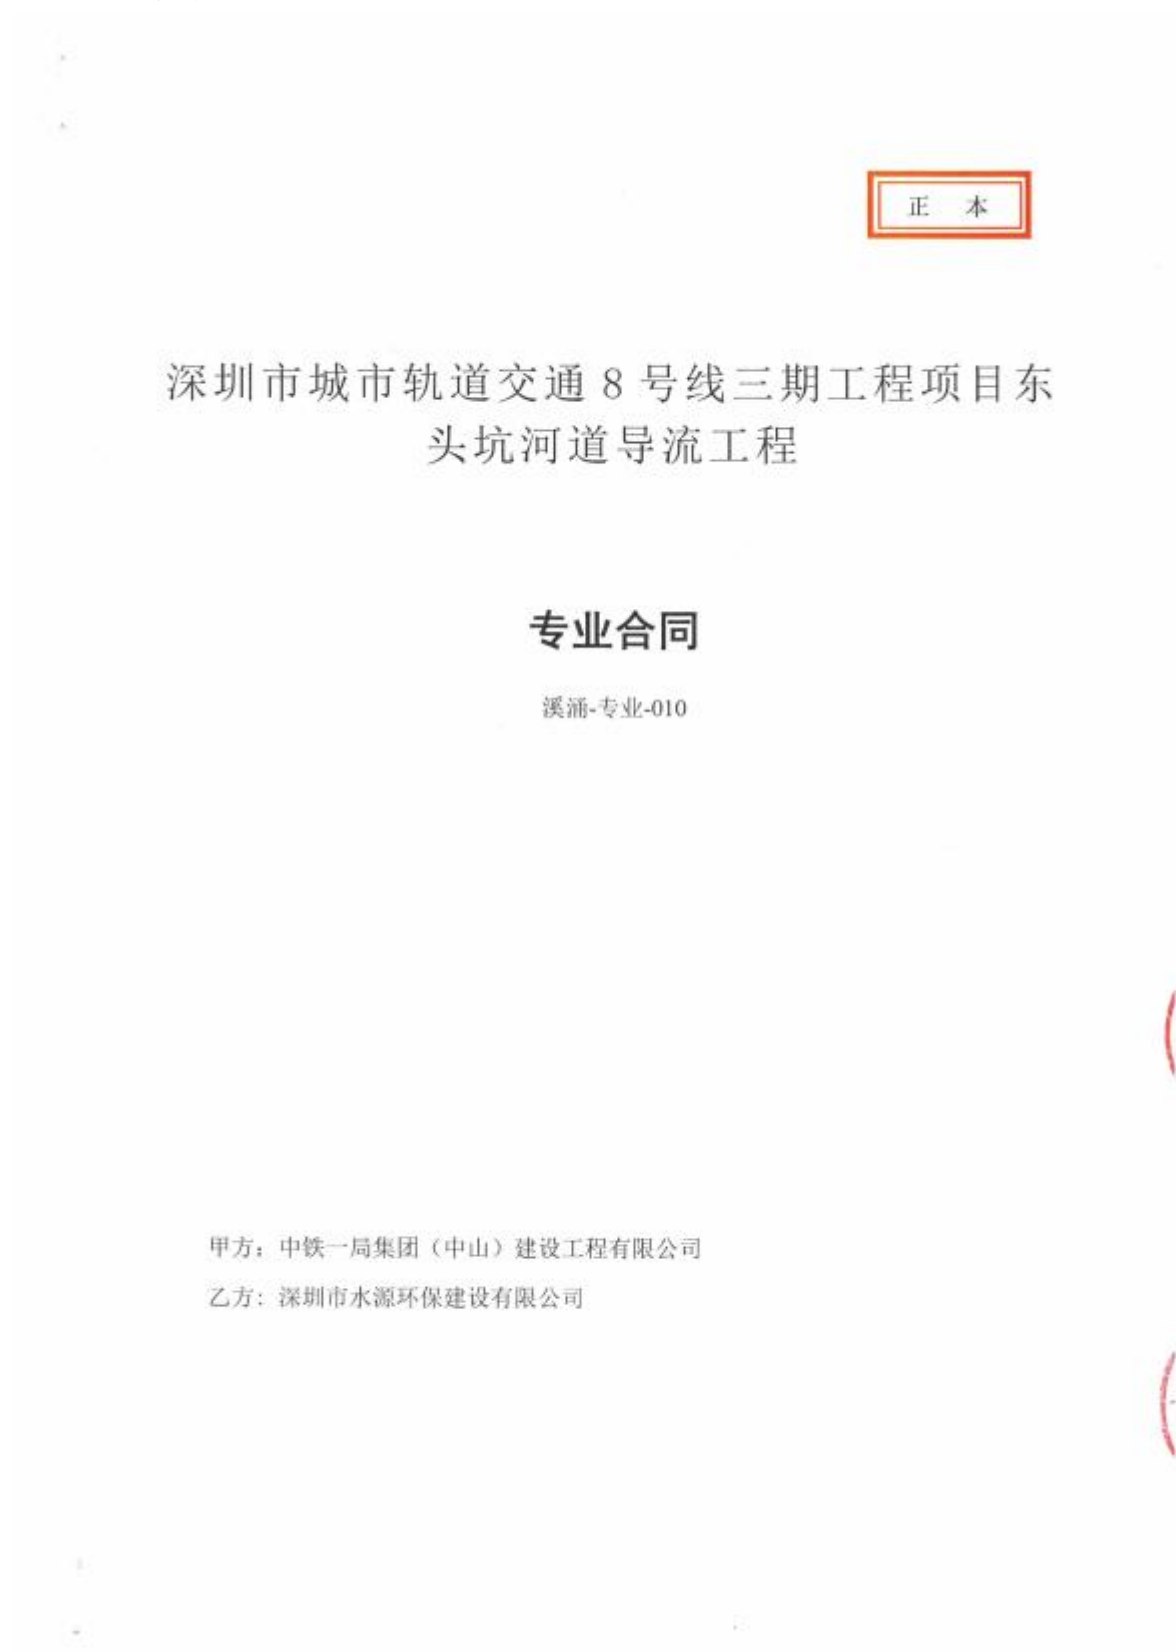 正 本
深圳市城市轨道交通 8 号线三期工程项目东
头坑河道导流工程
专业合同
溪涌-专业-010
甲方：中铁一局集团（中山）建设工程有限公司
乙方：深圳市水源环保建设有限公司